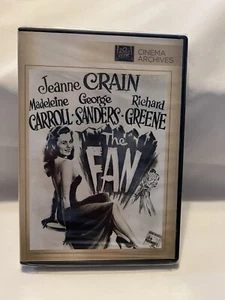 CINEMA
ARCHIVES
Jeanne CRAIN
Madeleine George Richard
CARROLL · SANDERS · GREENE
The
FAN